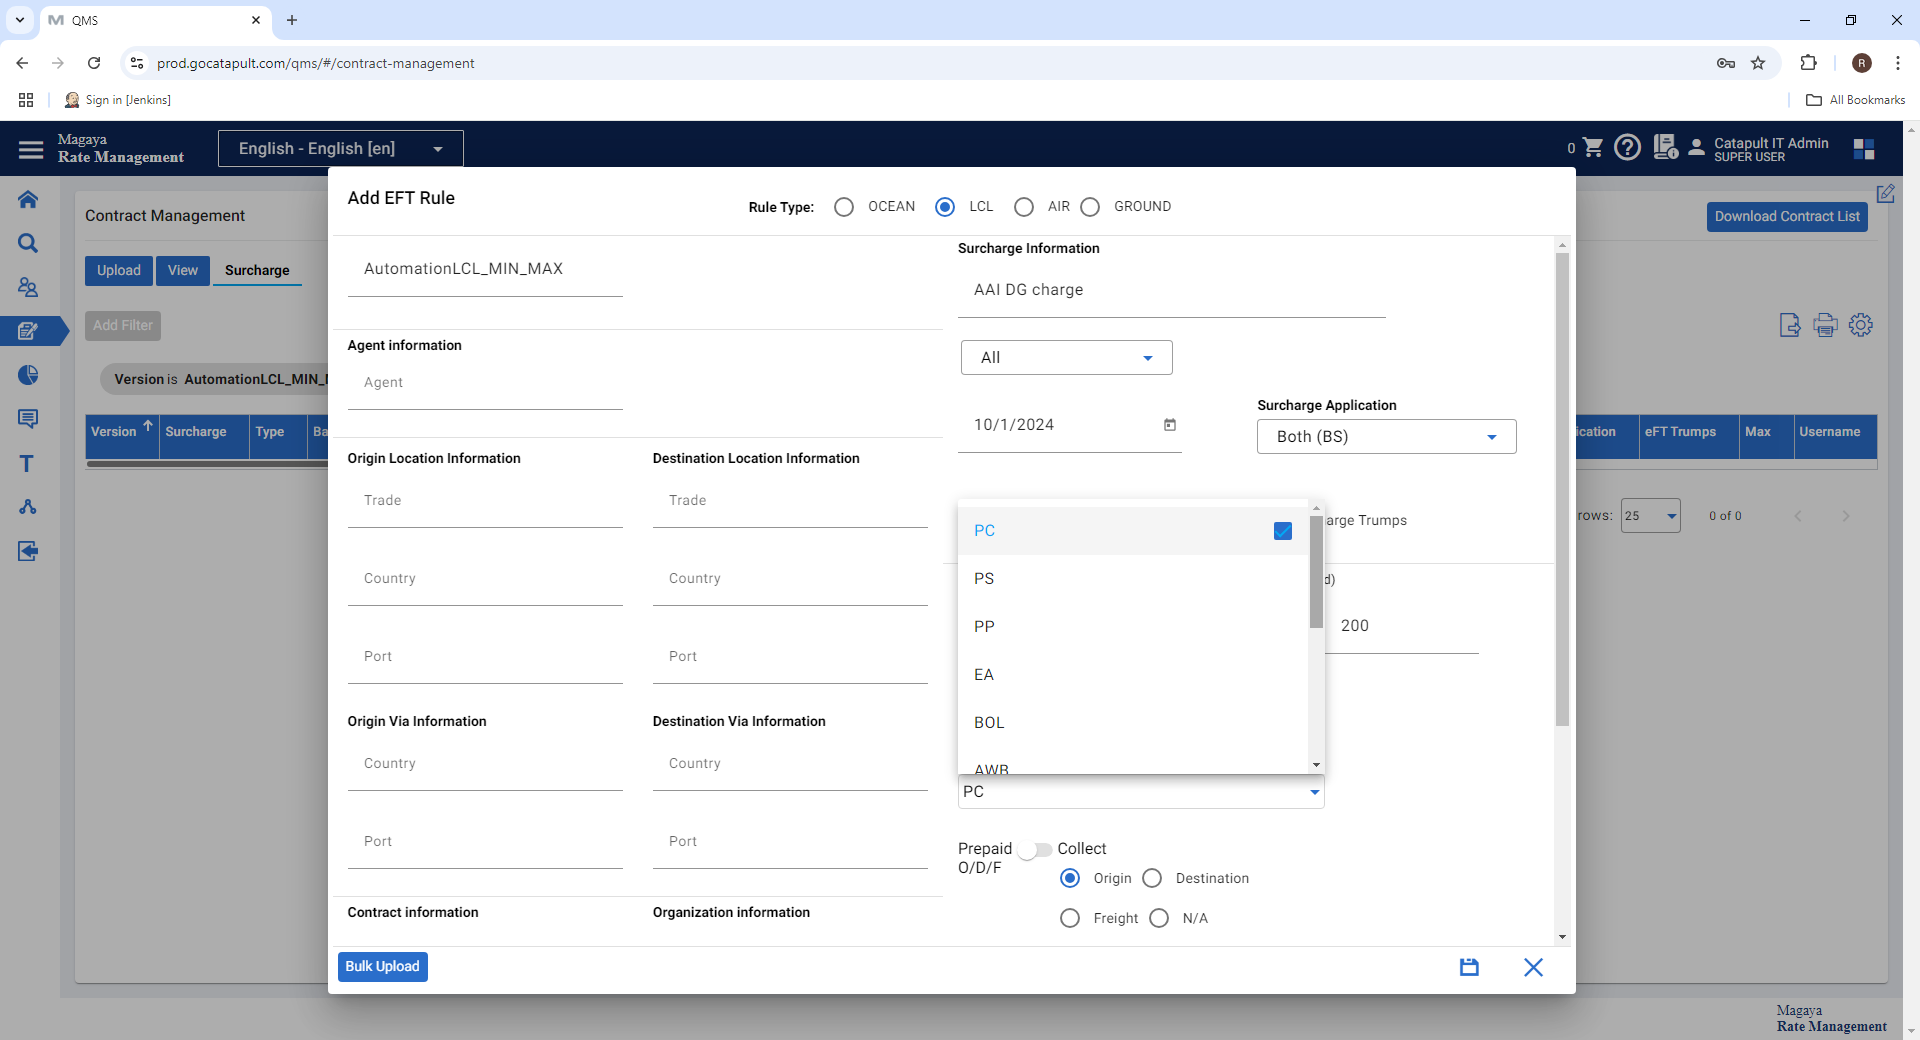 QMS
prod.gocatapult.com/qms/#/contract-management
R
Sign in [Jenkins]
All Bookmarks
Magaya
Rate Management
English - English [en]
0
Catapult IT Admin
SUPER USER
Contract Management
Download Contract List
Upload
View
Surcharge
Add Filter
Version is AutomationLCL_MIN_
Version
Surcharge
Type
Ba
ication
eFT Trumps
Max
Username
rows:
25
0 of 0
Add EFT Rule
Rule Type:
OCEAN
LCL
AIR
GROUND
AutomationLCL_MIN_MAX
Agent information
Agent
Origin Location Information
Destination Location Information
Trade
Trade
Country
Country
Port
Port
Origin Via Information
Destination Via Information
Country
Country
Port
Port
Contract information
Organization information
Surcharge Information
AAI DG charge
All
10/1/2024
Surcharge Application
Both (BS)
arge Trumps
d)
200
PC
PS
PP
EA
BOL
AWB
PC
Prepaid
Collect
O/D/F
Origin
Destination
Freight
N/A
Bulk Upload
Magaya
Rate Management